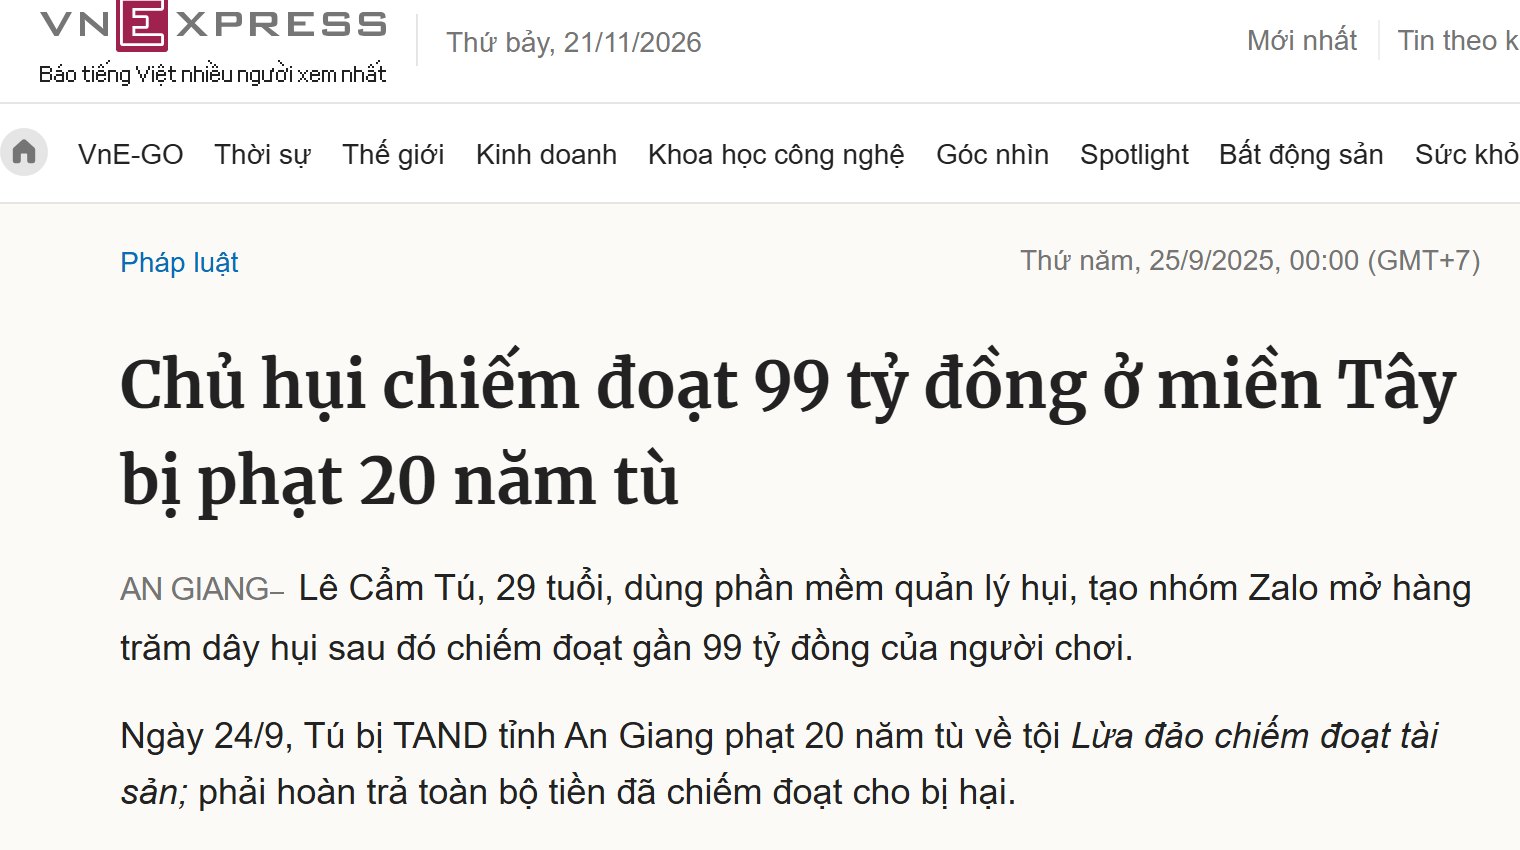 VNEXPRESS
Báo tiếng Việt nhiều người xem nhất
Thứ bảy, 21/11/2026
Mới nhất
Tin theo k
VnE-GO Thời sự Thế giới Kinh doanh Khoa học công nghệ Góc nhìn Spotlight Bất động sản Sức khỏ
Pháp luật
Thứ năm, 25/9/2025, 00:00 (GMT+7)
Chủ hụi chiếm đoạt 99 tỷ đồng ở miền Tây
bị phạt 20 năm tù
AN GIANG– Lê Cẩm Tú, 29 tuổi, dùng phần mềm quản lý hụi, tạo nhóm Zalo mở hàng
trăm dây hụi sau đó chiếm đoạt gần 99 tỷ đồng của người chơi.
Ngày 24/9, Tú bị TAND tỉnh An Giang phạt 20 năm tù về tội Lừa đảo chiếm đoạt tài
sản; phải hoàn trả toàn bộ tiền đã chiếm đoạt cho bị hại.